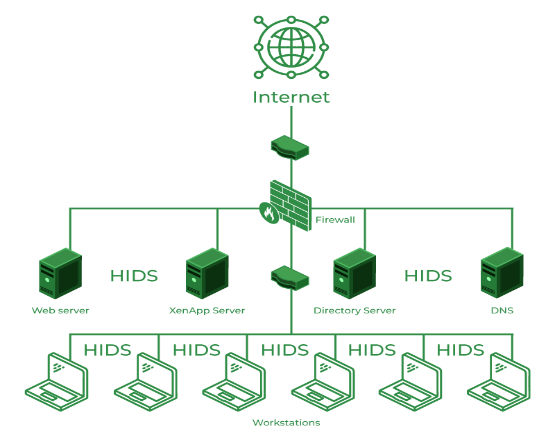 Internet
Firewall
HIDS HIDS
Web server XenApp Server Directory Server DNS
HIDS HIDS HIDS HIDS HIDS
Workstations